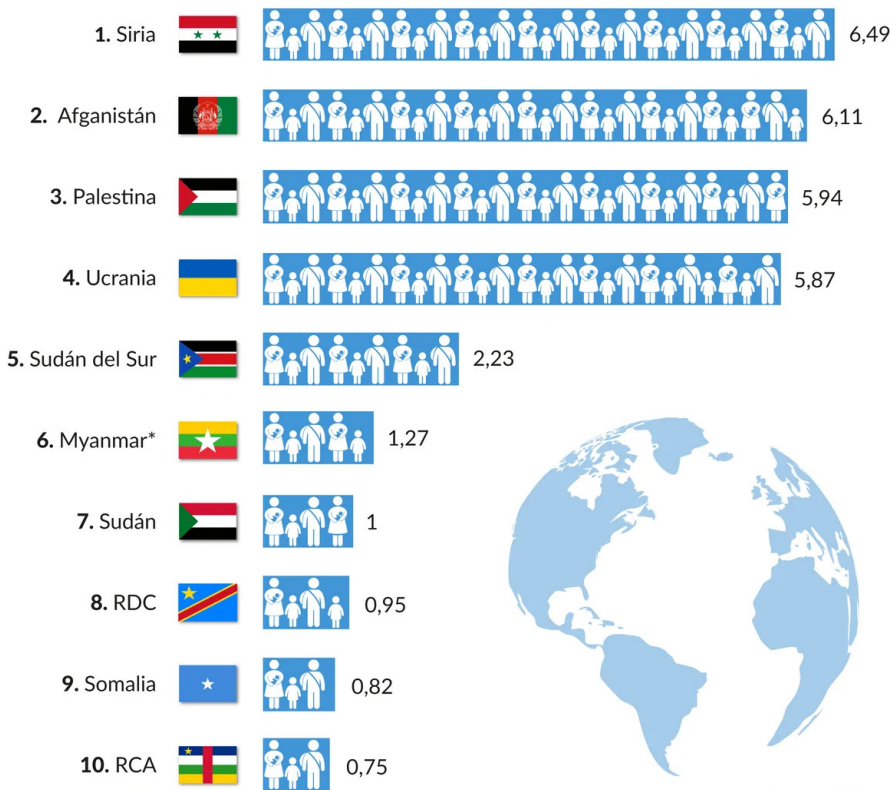 1. Siria 6,49
2. Afganistán 6,11
3. Palestina 5,94
4. Ucrania 5,87
5. Sudán del Sur 2,23
6. Myanmar* 1,27
7. Sudán 1
8. RDC 0,95
9. Somalia 0,82
10. RCA 0,75